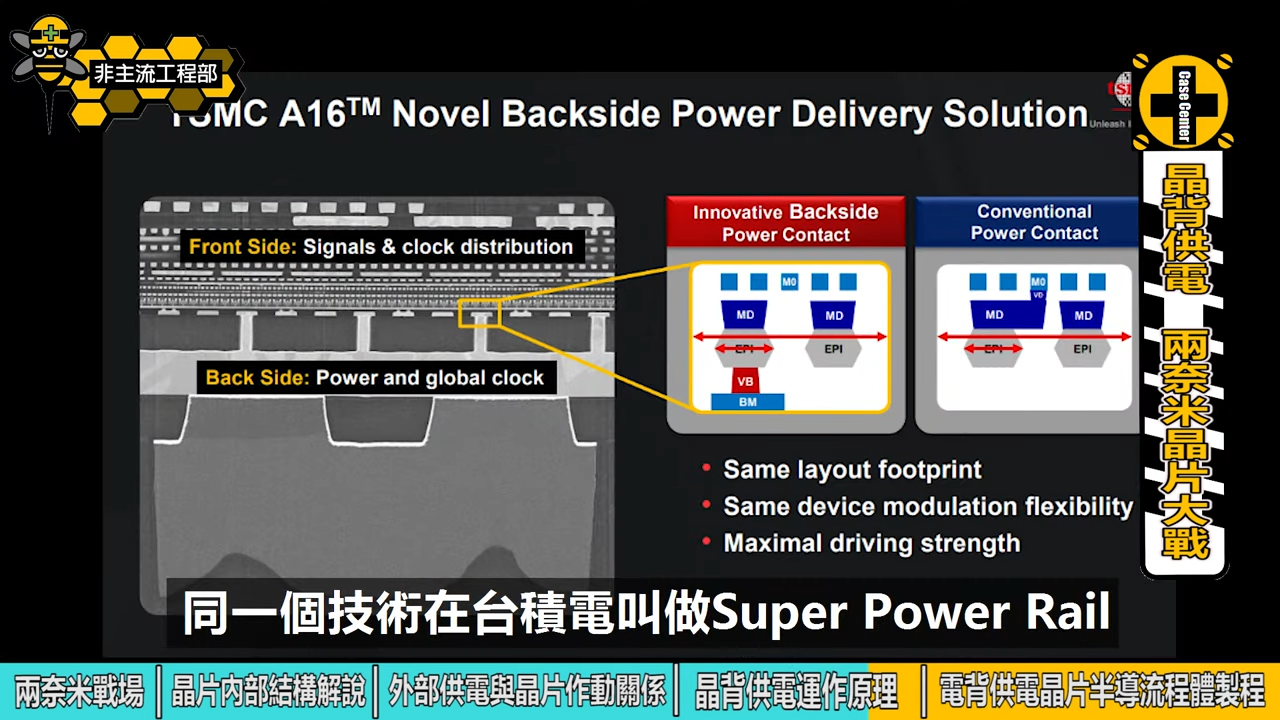 非主流工程部
TSMC A16™ Novel Backside Power Delivery Solution
Case Center
晶背供電 兩奈米晶片大戰
Front Side: Signals & clock distribution
Back Side: Power and global clock
Innovative Backside
Power Contact
M0
MD
MD
EPI
EPI
VB
BM
Conventional
Power Contact
M0
VD
MD
MD
EPI
EPI
• Same layout footprint
• Same device modulation flexibility
• Maximal driving strength
同一個技術在台積電叫做Super Power Rail
兩奈米戰場
晶片內部結構解說
外部供電與晶片作動關係
晶背供電運作原理
電背供電晶片半導流程體製程